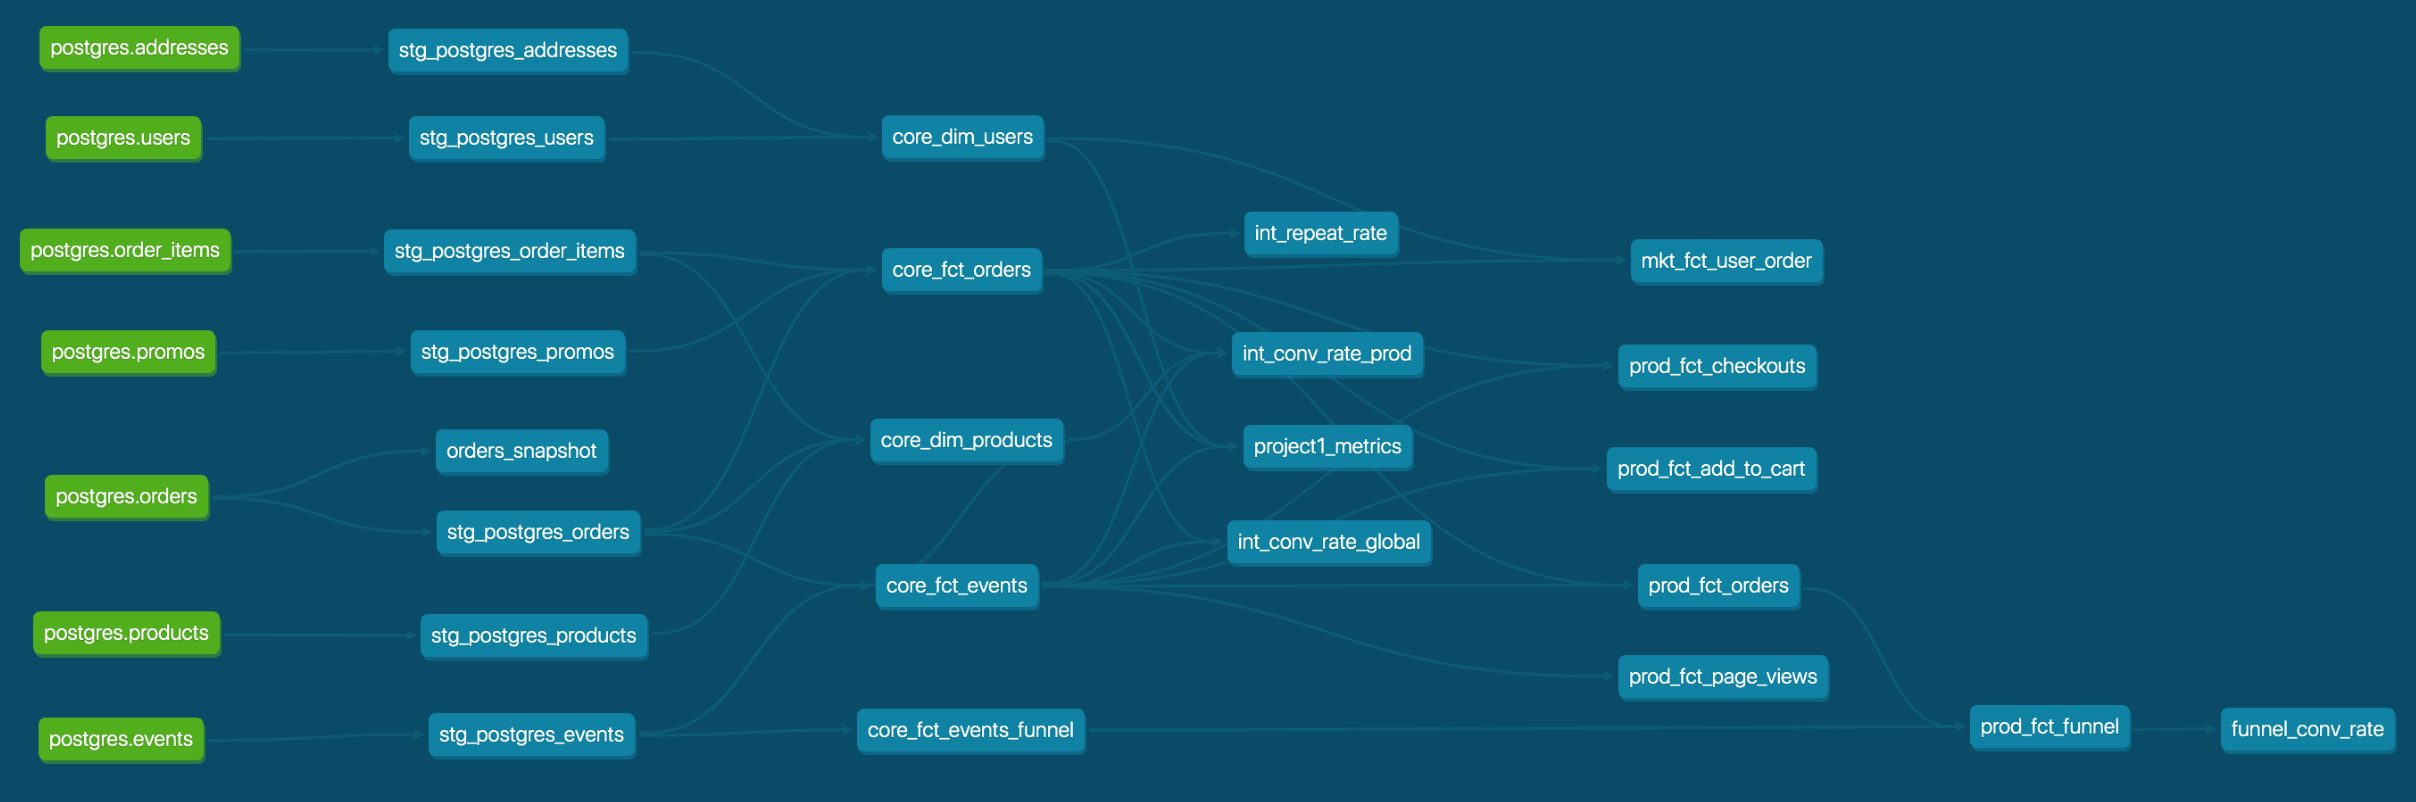 postgres.addresses
stg_postgres_addresses
postgres.users
stg_postgres_users
core_dim_users
postgres.order_items
stg_postgres_order_items
core_fct_orders
int_repeat_rate
mkt_fct_user_order
postgres.promos
stg_postgres_promos
int_conv_rate_prod
prod_fct_checkouts
orders_snapshot
core_dim_products
project1_metrics
prod_fct_add_to_cart
postgres.orders
stg_postgres_orders
int_conv_rate_global
core_fct_events
prod_fct_orders
postgres.products
stg_postgres_products
prod_fct_page_views
postgres.events
stg_postgres_events
core_fct_events_funnel
prod_fct_funnel
funnel_conv_rate